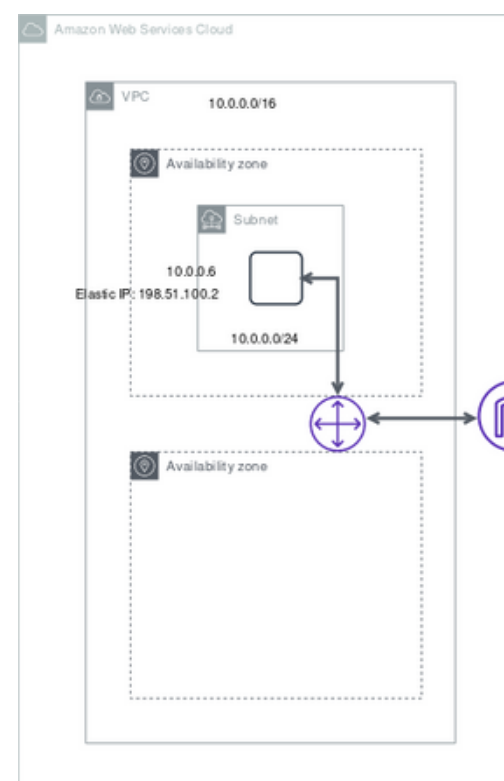 Amazon Web Services Cloud
VPC
10.0.0.0/16
Availability zone
Subnet
10.0.0.6
Elastic IP: 198.51.100.2
10.0.0.0/24
Availability zone